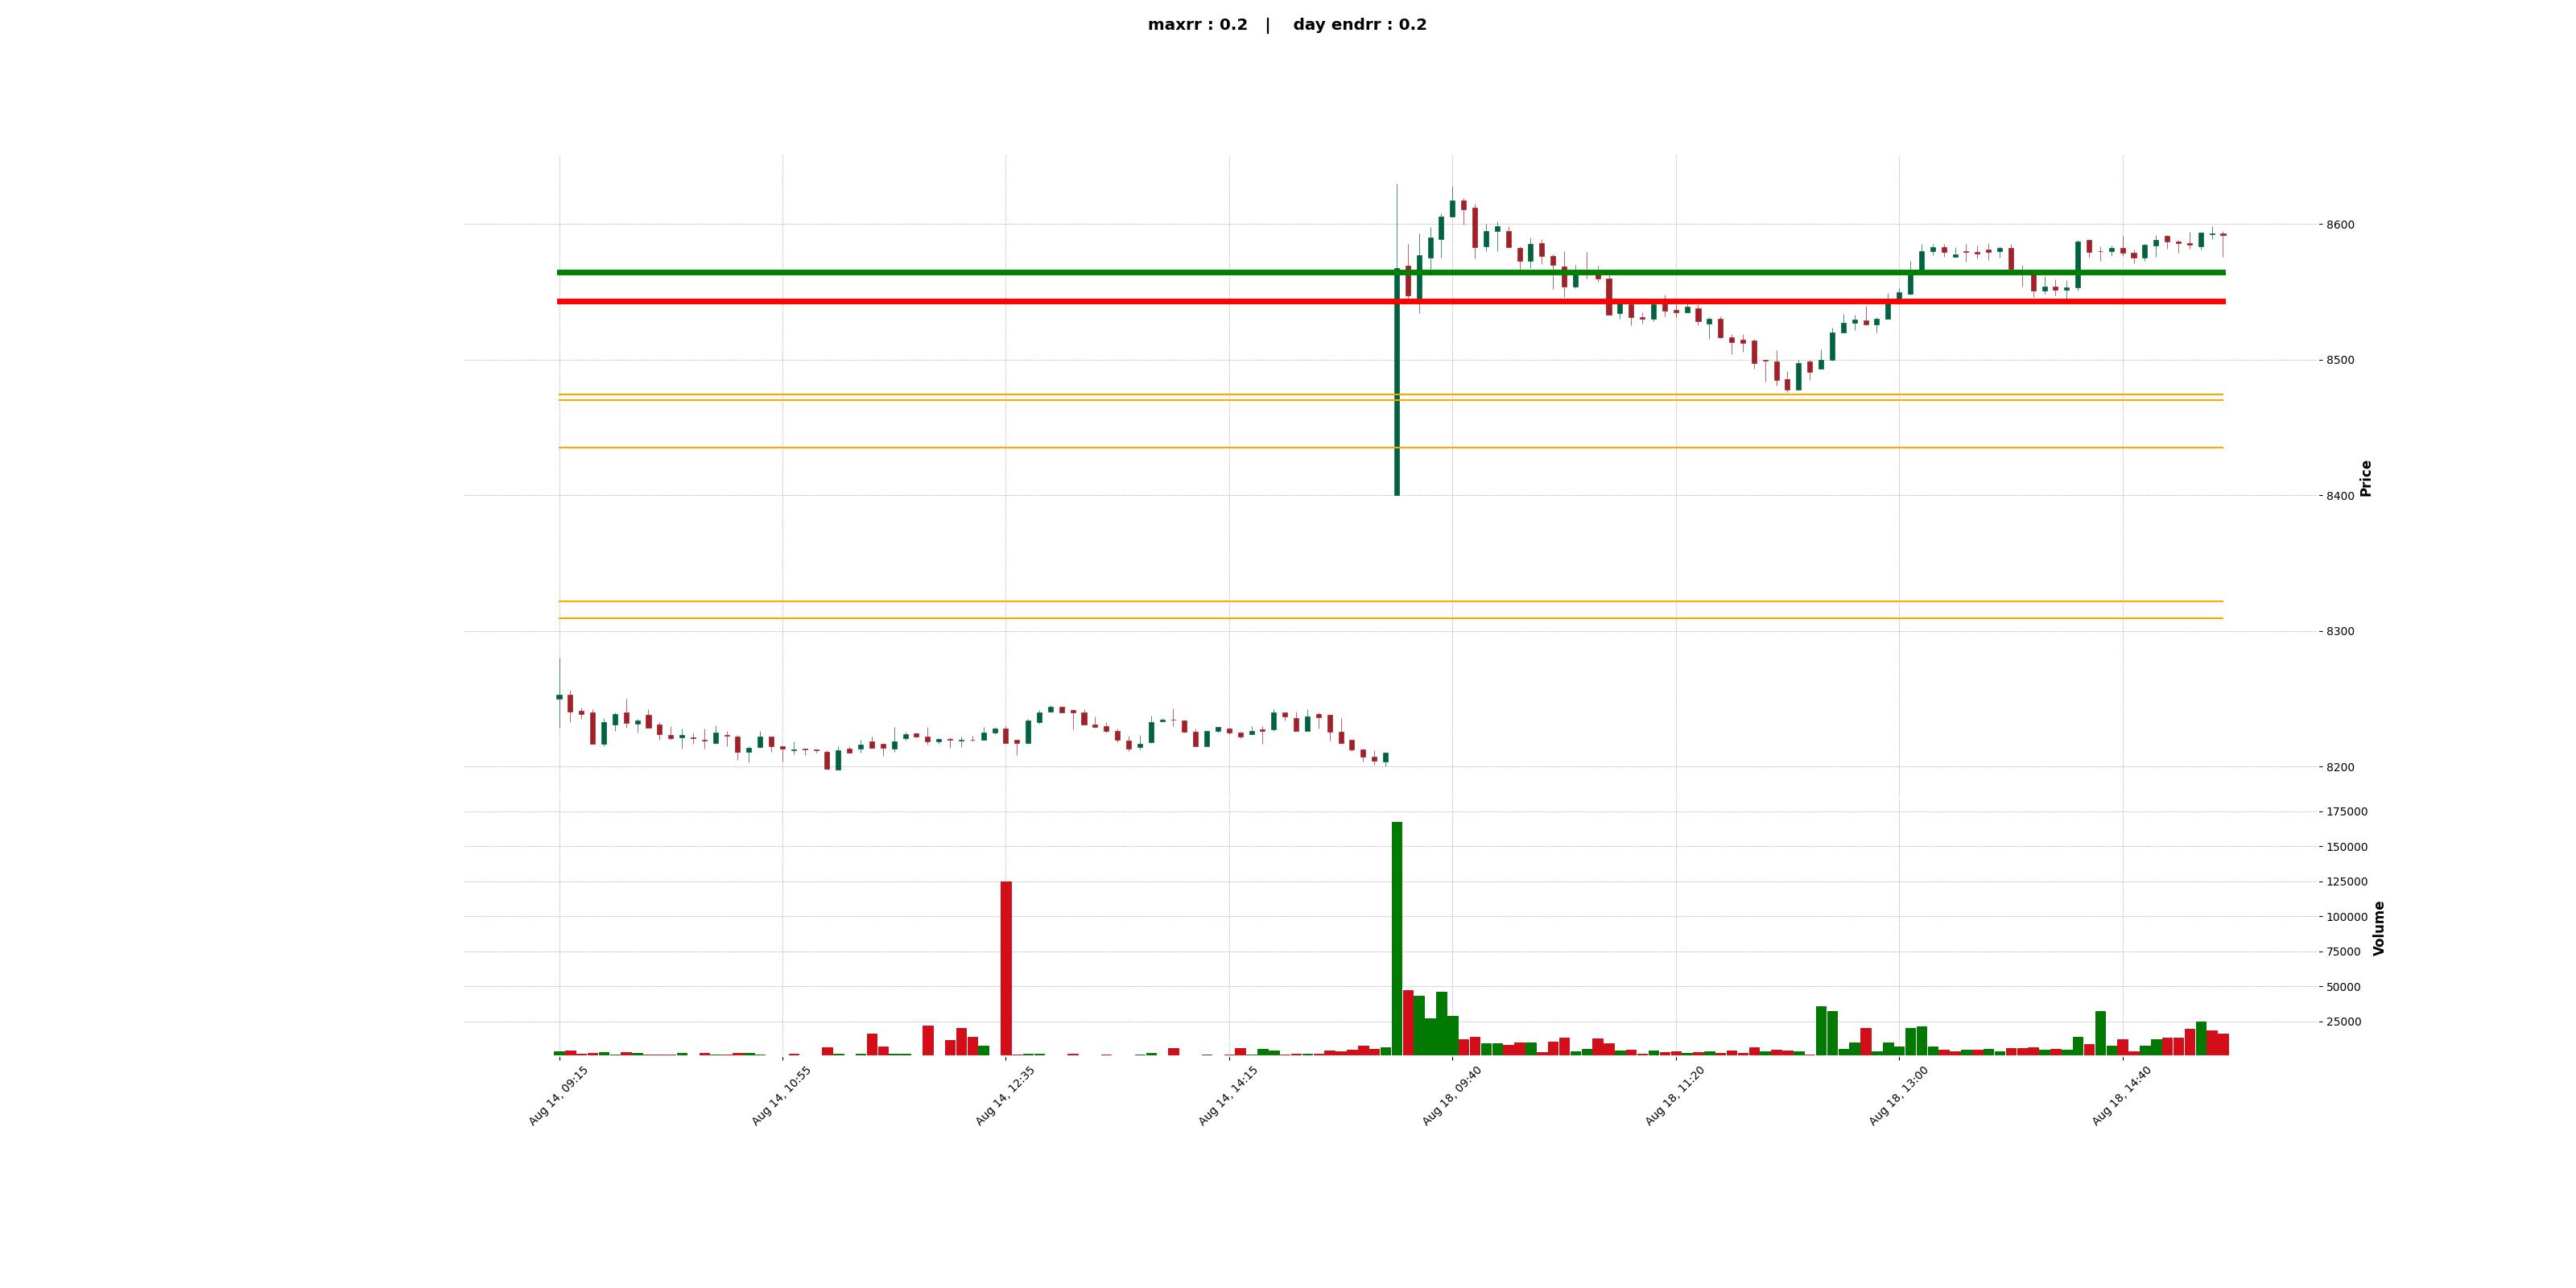 maxrr : 0.2 | day endrr : 0.2
8600
8500
8400
8300
8200
Price
175000
150000
125000
100000
75000
50000
25000
Volume
Aug 14, 09:15
Aug 14, 10:55
Aug 14, 12:35
Aug 14, 14:15
Aug 18, 09:40
Aug 18, 11:20
Aug 18, 13:00
Aug 18, 14:40